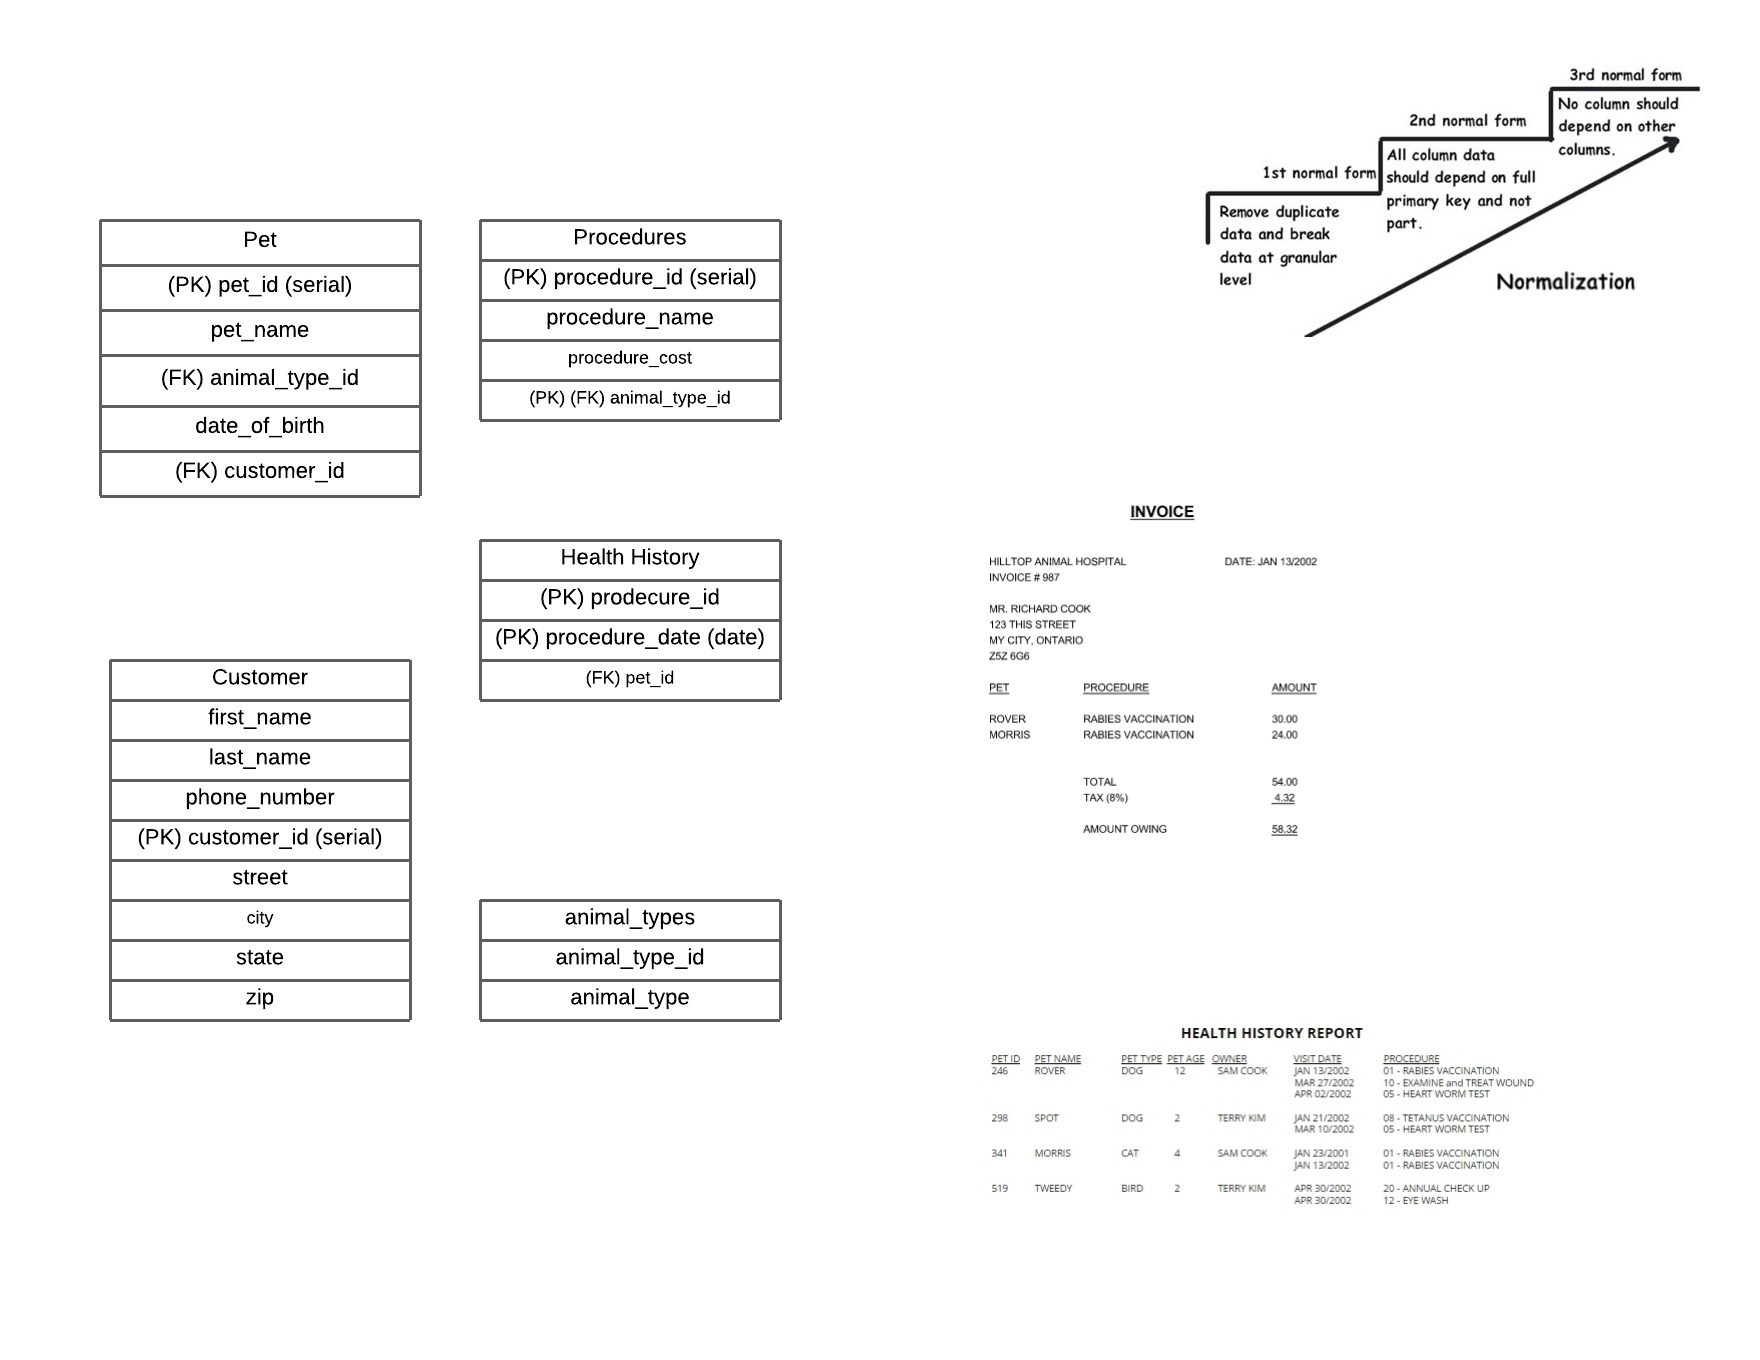 Pet
(PK) pet_id (serial)
pet_name
(FK) animal_type_id
date_of_birth
(FK) customer_id
Procedures
(PK) procedure_id (serial)
procedure_name
procedure_cost
(PK) (FK) animal_type_id
Health History
(PK) prodecure_id
(PK) procedure_date (date)
(FK) pet_id
Customer
first_name
last_name
phone_number
(PK) customer_id (serial)
street
city
state
zip
animal_types
animal_type_id
animal_type
3rd normal form
No column should
depend on other
columns.
2nd normal form
All column data
should depend on full
primary key and not
part.
1st normal form
Remove duplicate
data and break
data at granular
level
Normalization
INVOICE
HILLTOP ANIMAL HOSPITAL DATE: JAN 13/2002
INVOICE # 987
MR. RICHARD COOK
123 THIS STREET
MY CITY, ONTARIO
Z5Z 6G6
PET PROCEDURE AMOUNT
ROVER RABIES VACCINATION 30.00
MORRIS RABIES VACCINATION 24.00
TOTAL 54.00
TAX (8%) 4.32
AMOUNT OWING 58.32
HEALTH HISTORY REPORT
PET ID PET NAME PET TYPE PET AGE OWNER VISIT DATE PROCEDURE
246 ROVER DOG 12 SAM COOK JAN 13/2002 01 - RABIES VACCINATION
MAR 27/2002 10 - EXAMINE and TREAT WOUND
APR 02/2002 05 - HEART WORM TEST
298 SPOT DOG 2 TERRY KIM JAN 21/2002 08 - TETANUS VACCINATION
MAR 10/2002 05 - HEART WORM TEST
341 MORRIS CAT 4 SAM COOK JAN 23/2001 01 - RABIES VACCINATION
JAN 13/2002 01 - RABIES VACCINATION
519 TWEEDY BIRD 2 TERRY KIM APR 30/2002 20 - ANNUAL CHECK UP
APR 30/2002 12 - EYE WASH